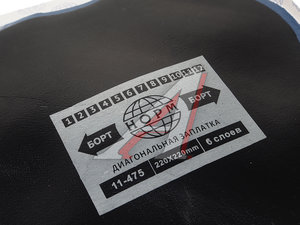 1 2 3 4 5 6 7 8 9 10 11 12
НОРМ
БОРТ БОРТ
ДИАГОНАЛЬНАЯ ЗАПЛАТКА
11-475 220X220mm 6 слоев